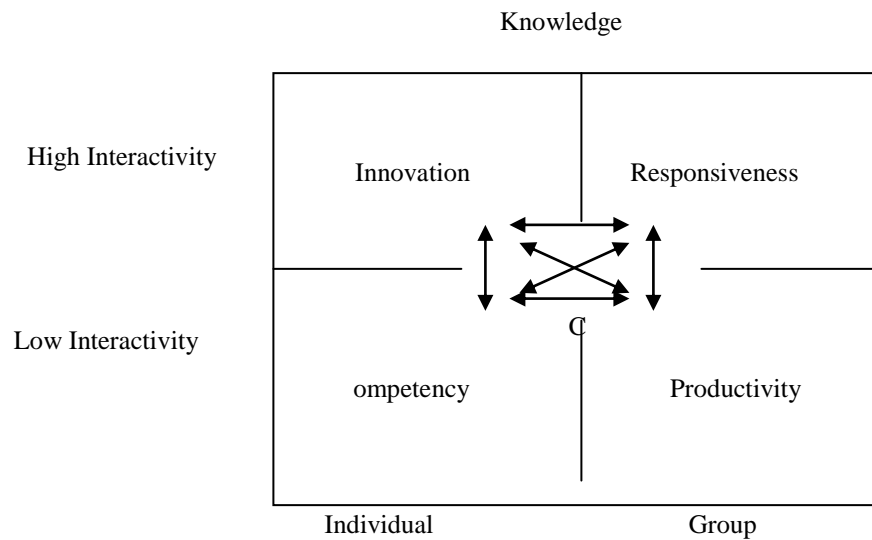 Knowledge
High Interactivity
Innovation
Responsiveness
Low Interactivity
C
ompetency
Productivity
Individual
Group